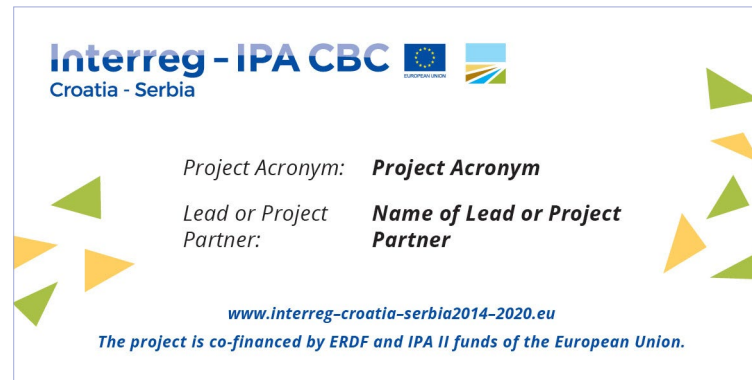 Interreg - IPA CBC
EUROPEAN UNION
Croatia - Serbia
Project Acronym: Project Acronym
Lead or Project Name of Lead or Project
Partner: Partner
www.interreg–croatia–serbia2014–2020.eu
The project is co-financed by ERDF and IPA II funds of the European Union.